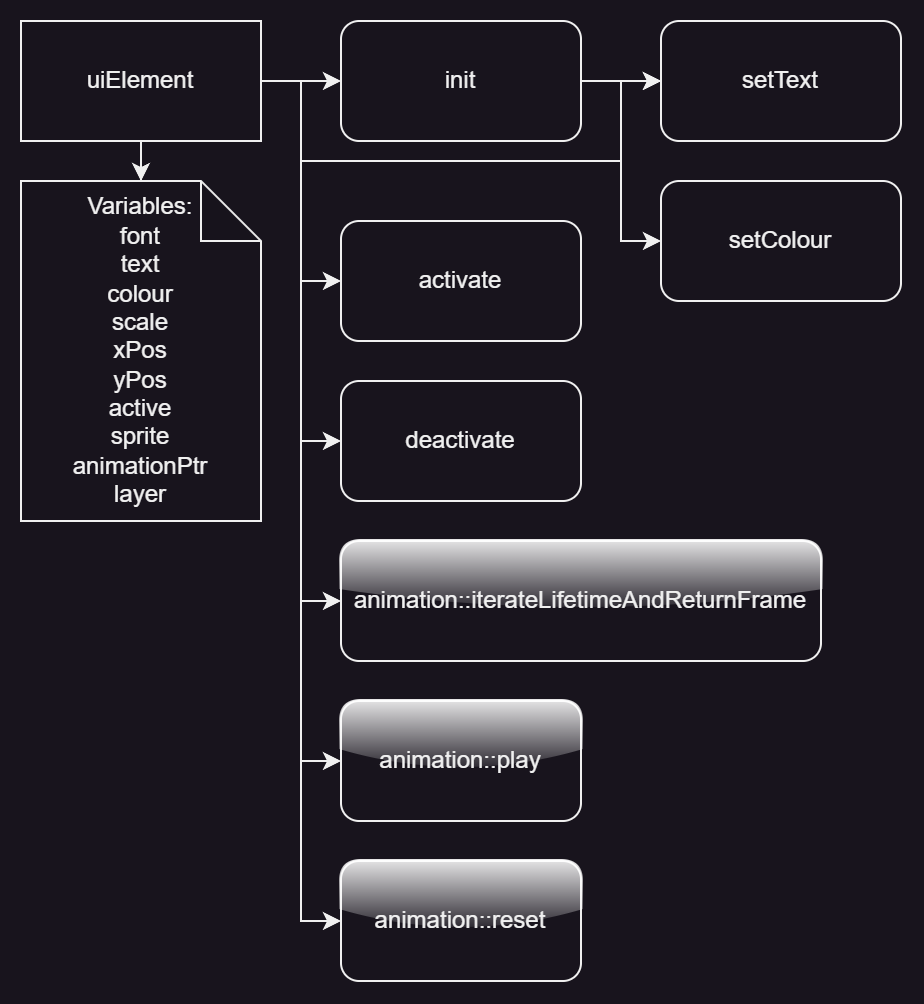 uiElement
init
setText
Variables:
font
text
colour
scale
xPos
yPos
active
sprite
animationPtr
layer
setColour
activate
deactivate
animation::iterateLifetimeAndReturnFrame
animation::play
animation::reset